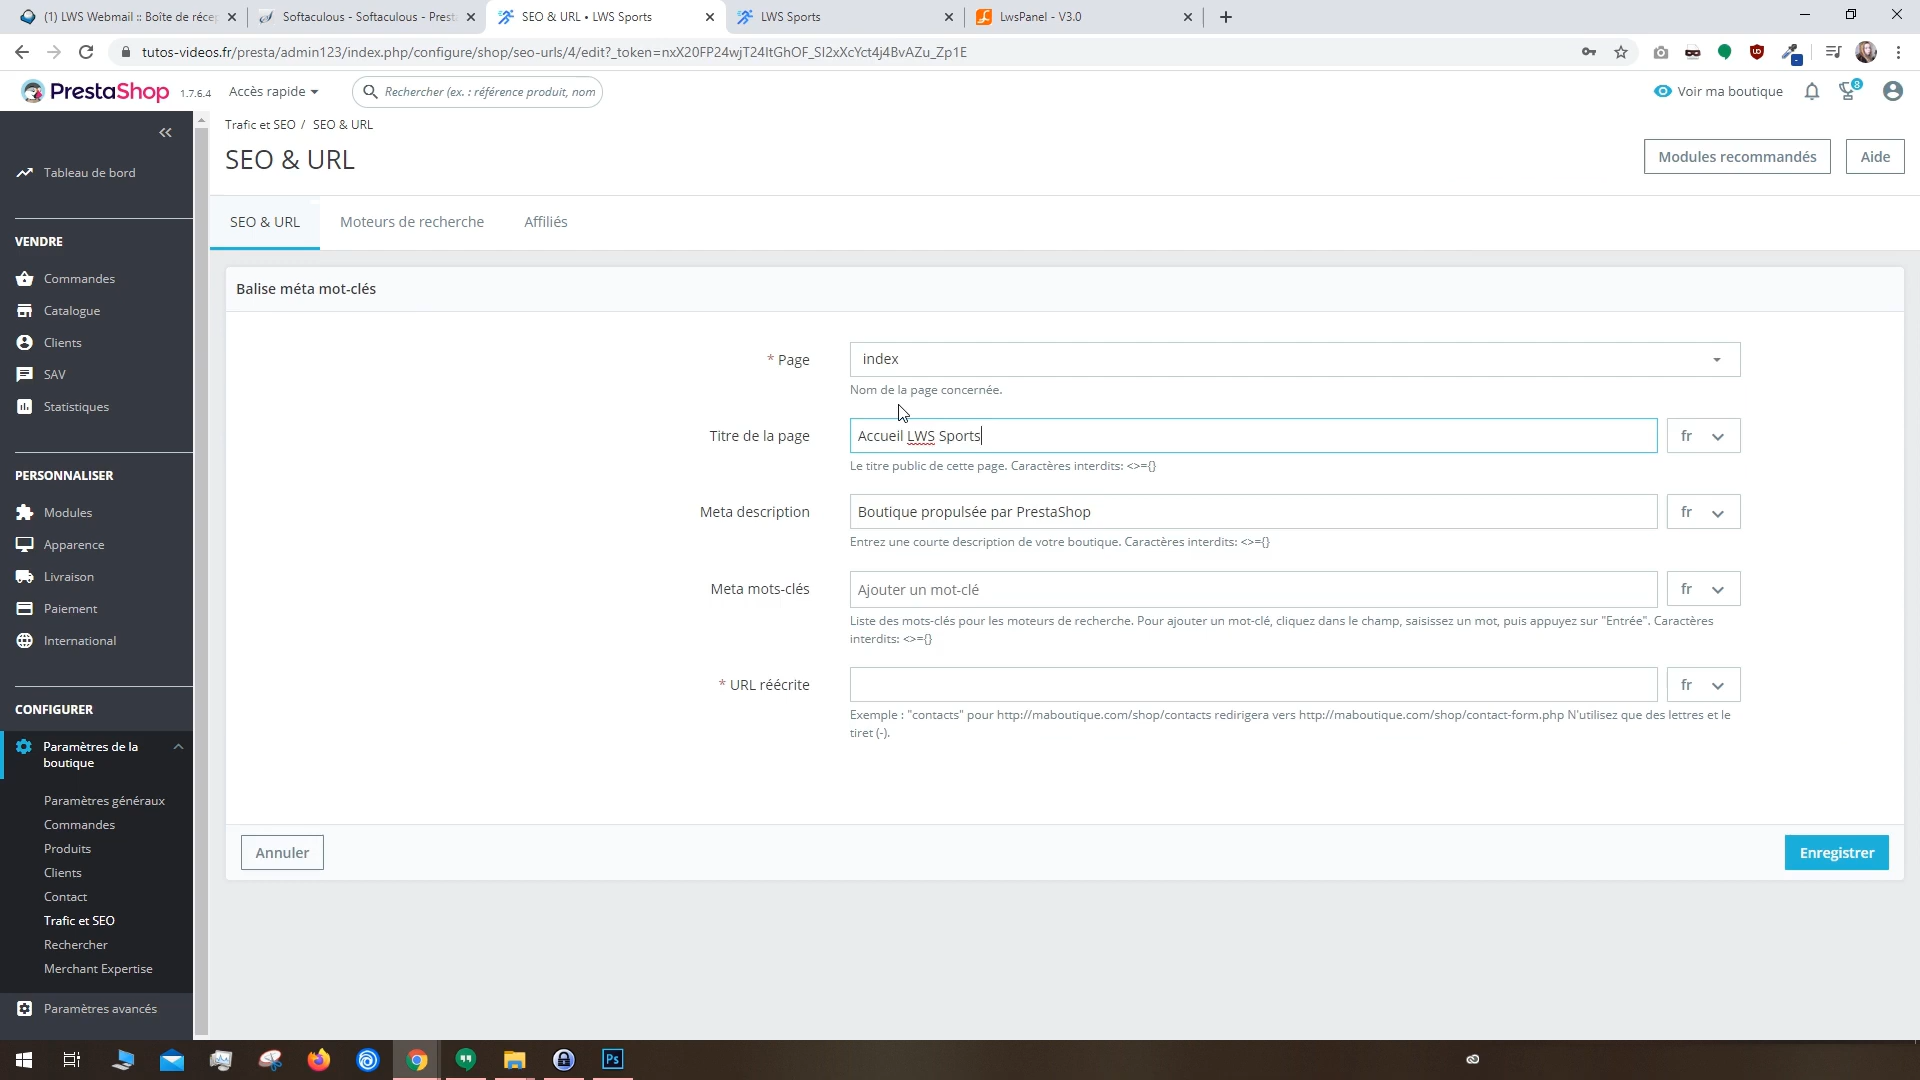 (1) LWS Webmail :: Boîte de récep
Softaculous - Softaculous - Prest
SEO & URL • LWS Sports
LWS Sports
LwsPanel - V3.0
tutos-videos.fr/presta/admin123/index.php/configure/shop/seo-urls/4/edit?_token=nxX20FP24wjT24ItGhOF_SI2xXcYct4j4BvAZu_Zp1E
PrestaShop 1.7.6.4
Accès rapide
Rechercher (ex. : référence produit, nom
Voir ma boutique
8
Trafic et SEO / SEO & URL
SEO & URL
Modules recommandés
Aide
SEO & URL
Moteurs de recherche
Affiliés
Tableau de bord
VENDRE
Commandes
Catalogue
Clients
SAV
Statistiques
PERSONNALISER
Modules
Apparence
Livraison
Paiement
International
CONFIGURER
Paramètres de la
boutique
Paramètres généraux
Commandes
Produits
Clients
Contact
Trafic et SEO
Rechercher
Merchant Expertise
Paramètres avancés
Balise méta mot-clés
* Page
index
Nom de la page concernée.
Titre de la page
Accueil LWS Sports
fr
Le titre public de cette page. Caractères interdits: <>={}
Meta description
Boutique propulsée par PrestaShop
fr
Entrez une courte description de votre boutique. Caractères interdits: <>={}
Meta mots-clés
Ajouter un mot-clé
fr
Liste des mots-clés pour les moteurs de recherche. Pour ajouter un mot-clé, cliquez dans le champ, saisissez un mot, puis appuyez sur "Entrée". Caractères
interdits: <>={}
* URL réécrite
fr
Exemple : "contacts" pour http://maboutique.com/shop/contacts redirigera vers http://maboutique.com/shop/contact-form.php N'utilisez que des lettres et le
tiret (-).
Annuler
Enregistrer
Ps